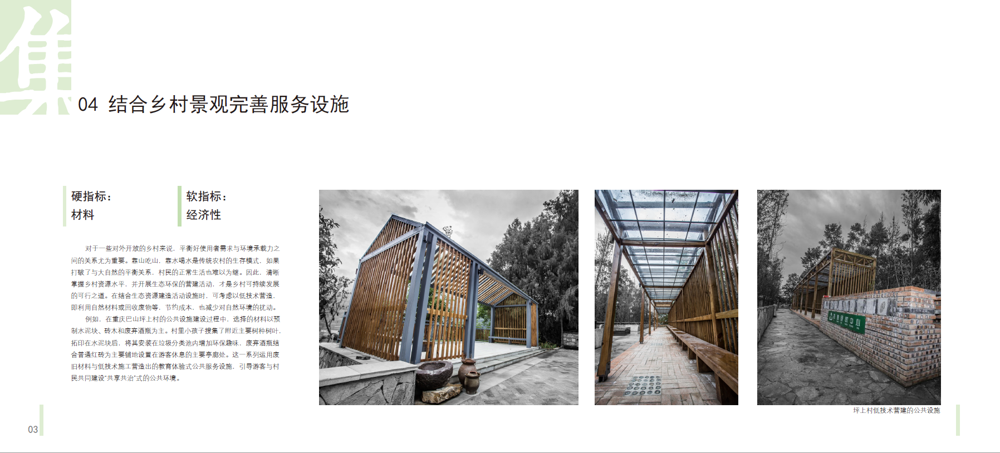 集
04 结合乡村景观完善服务设施
硬指标：
材料
软指标：
经济性
对于一些对外开放的乡村来说，平衡好使用者需求与环境承载力之
间的关系尤为重要。靠山吃山，靠水喝水是传统农村的生存模式，如果
打破了与大自然的平衡关系，村民的正常生活也难以为继。因此，清晰
掌握乡村资源水平，并开展生态环保的营建活动，才是乡村可持续发展
的可行之道。在结合生态资源建造活动设施时，可考虑以低技术营造，
即利用自然材料或回收废物等，节约成本，也减少对自然环境的扰动。
例如，在重庆巴山坪上村的公共设施建设过程中，选择的材料以预
制水泥块、砖木和废弃酒瓶为主。村里小孩子搜集了附近主要树种树叶，
拓印在水泥块后，将其安装在垃圾分类池内增加环保趣味，废弃酒瓶结
合普通红砖为主要铺地设置在游客休息的主要亭廊处。这一系列运用废
旧材料与低技术施工营造出的教育体验式公共服务设施，引导游客与村
民共同建设“共享共治”式的公共环境。
坪上村低技术营建的公共设施
03